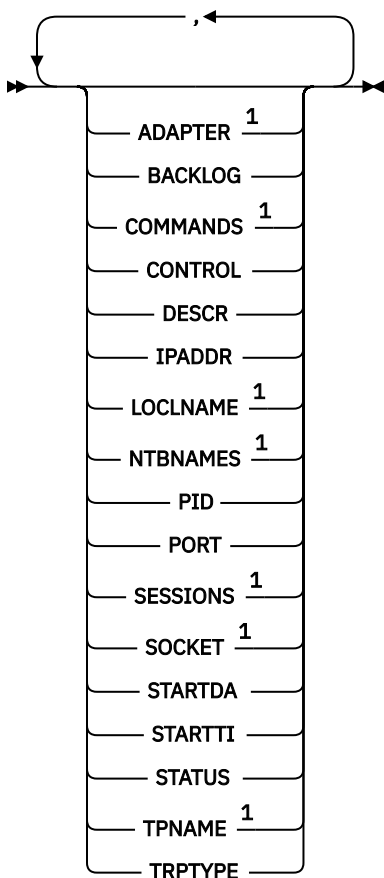 ,
ADAPTER 1
BACKLOG
COMMANDS 1
CONTROL
DESCR
IPADDR
LOCLNAME 1
NTBNAMES 1
PID
PORT
SESSIONS 1
SOCKET 1
STARTDA
STARTTI
STATUS
TPNAME 1
TRPTYPE